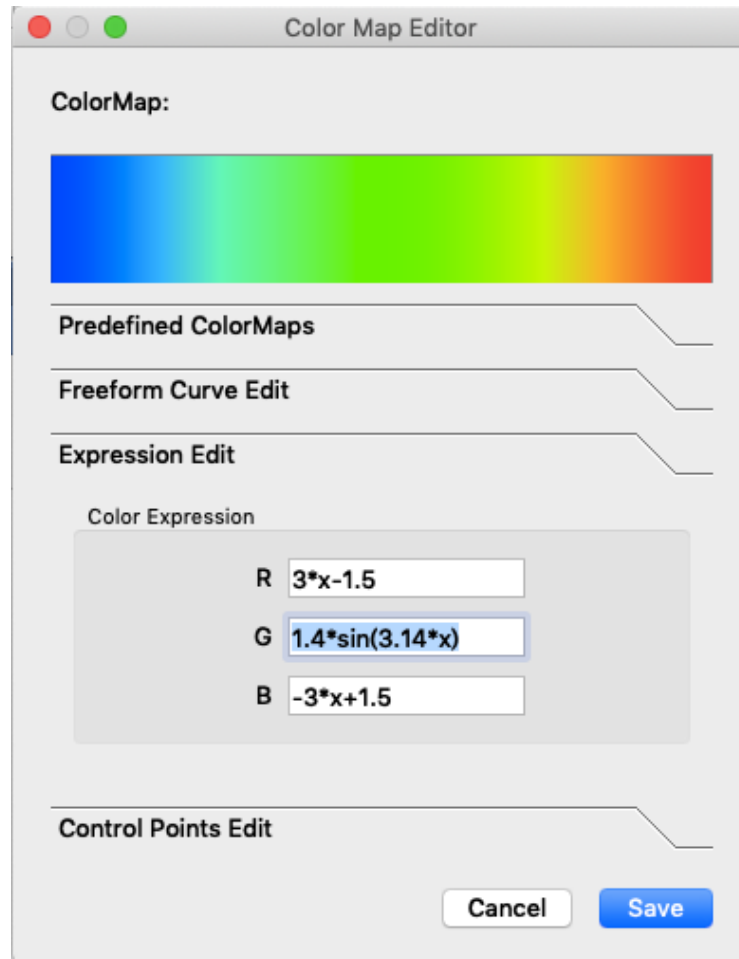 Color Map Editor
ColorMap:
Predefined ColorMaps
Freeform Curve Edit
Expression Edit
Color Expression
R 3*x-1.5
G 1.4*sin(3.14*x)
B -3*x+1.5
Control Points Edit
Cancel Save